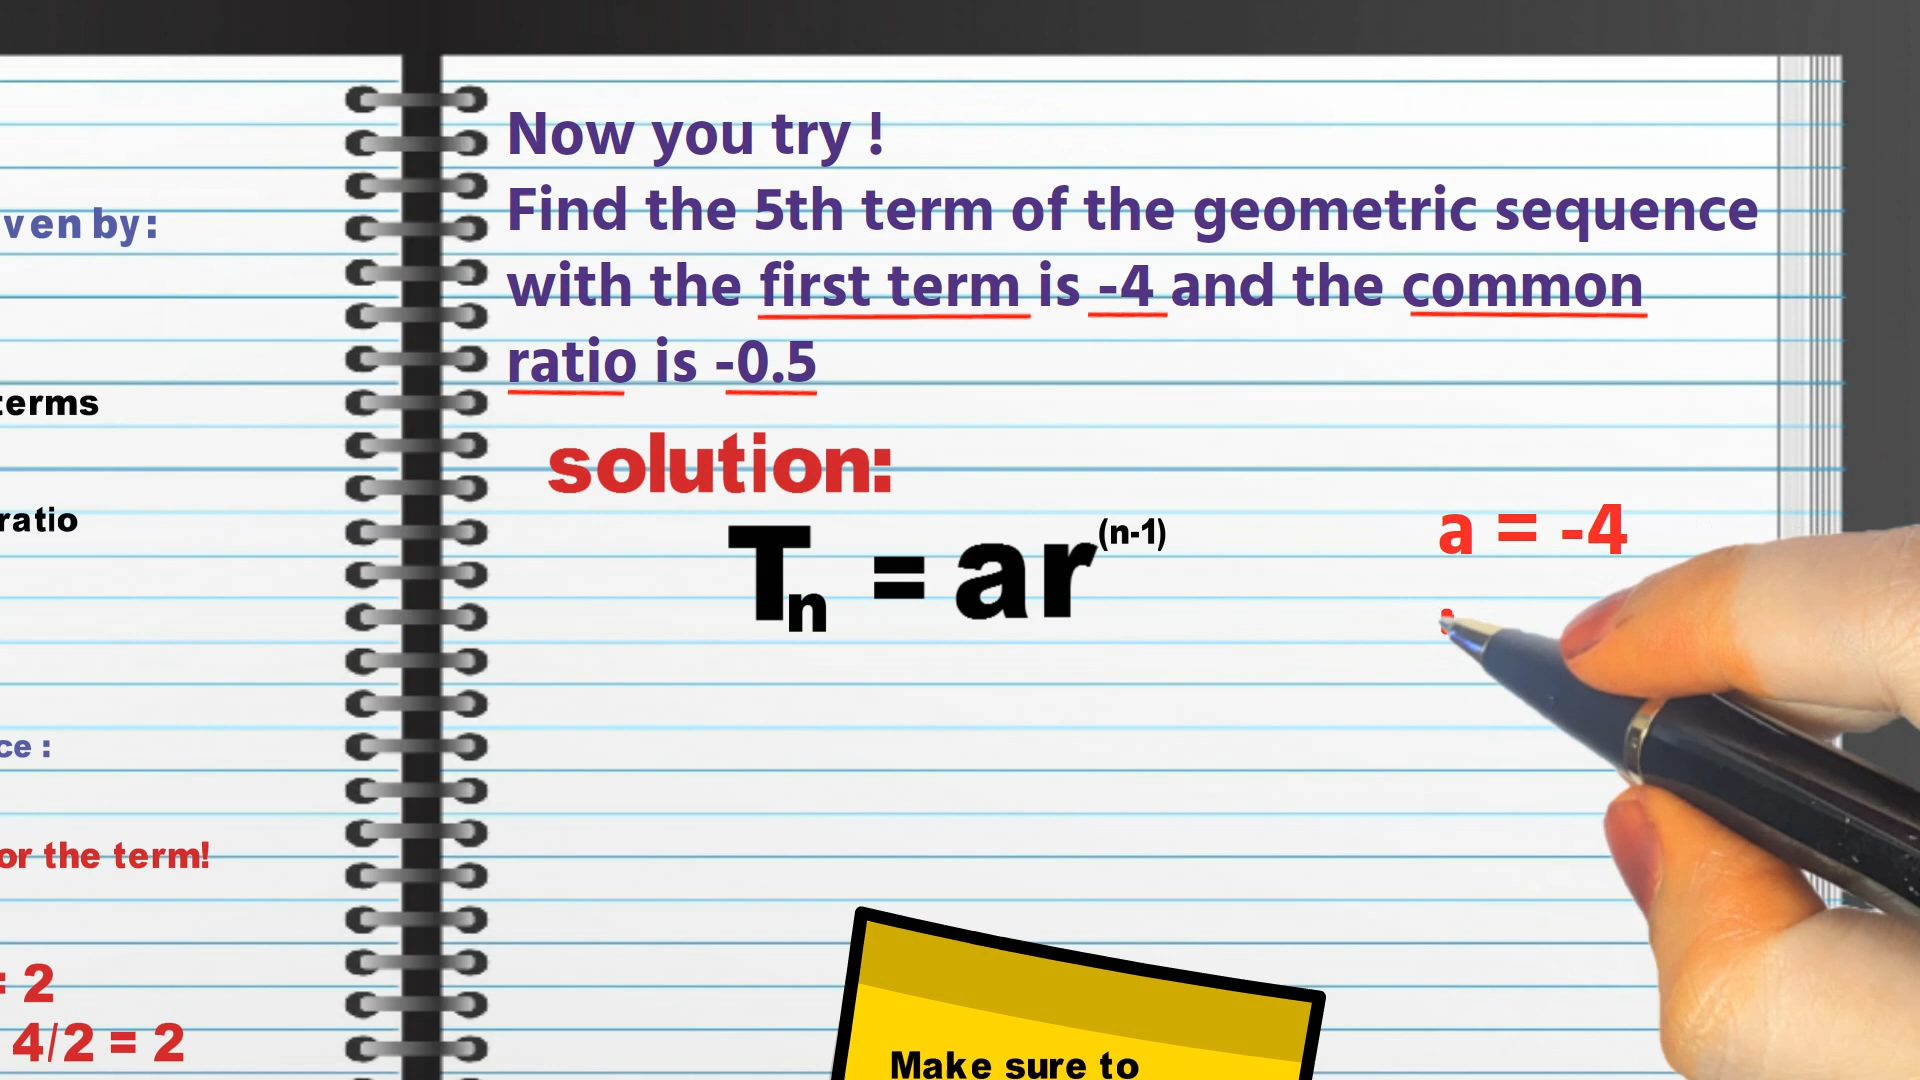 ven by:
terms
ratio
ce :
or the term!
= 2
4/2 = 2
Now you try !
Find the 5th term of the geometric sequence
with the first term is -4 and the common
ratio is -0.5
solution:
Tn = ar(n-1)
a = -4
Make sure to